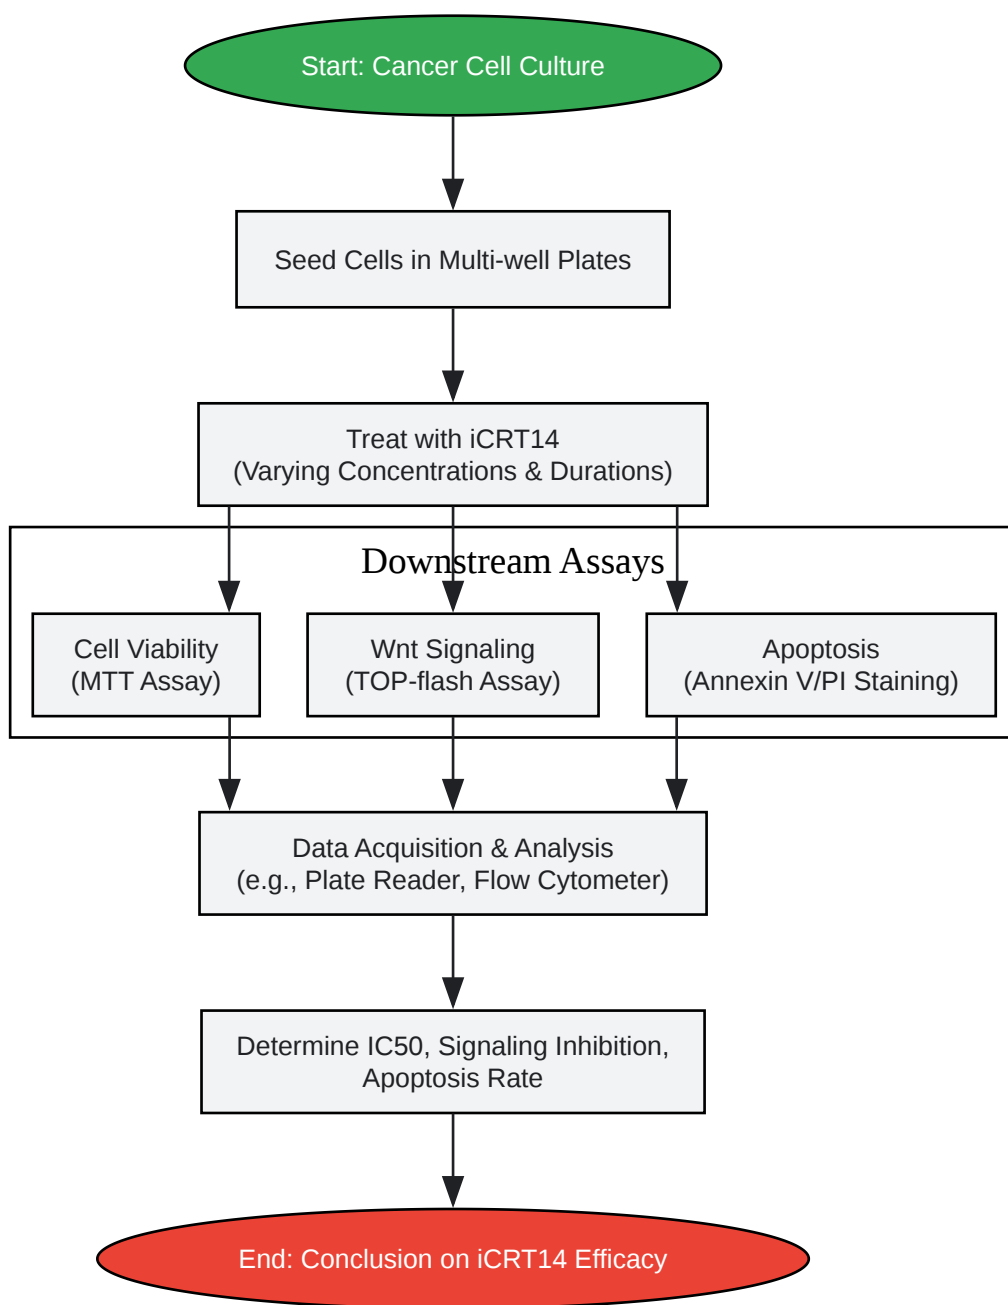 Start: Cancer Cell Culture
Seed Cells in Multi-well Plates
Treat with iCRT14
(Varying Concentrations & Durations)
Downstream Assays
Cell Viability
(MTT Assay)
Wnt Signaling
(TOP-flash Assay)
Apoptosis
(Annexin V/PI Staining)
Data Acquisition & Analysis
(e.g., Plate Reader, Flow Cytometer)
Determine IC50, Signaling Inhibition,
Apoptosis Rate
End: Conclusion on iCRT14 Efficacy